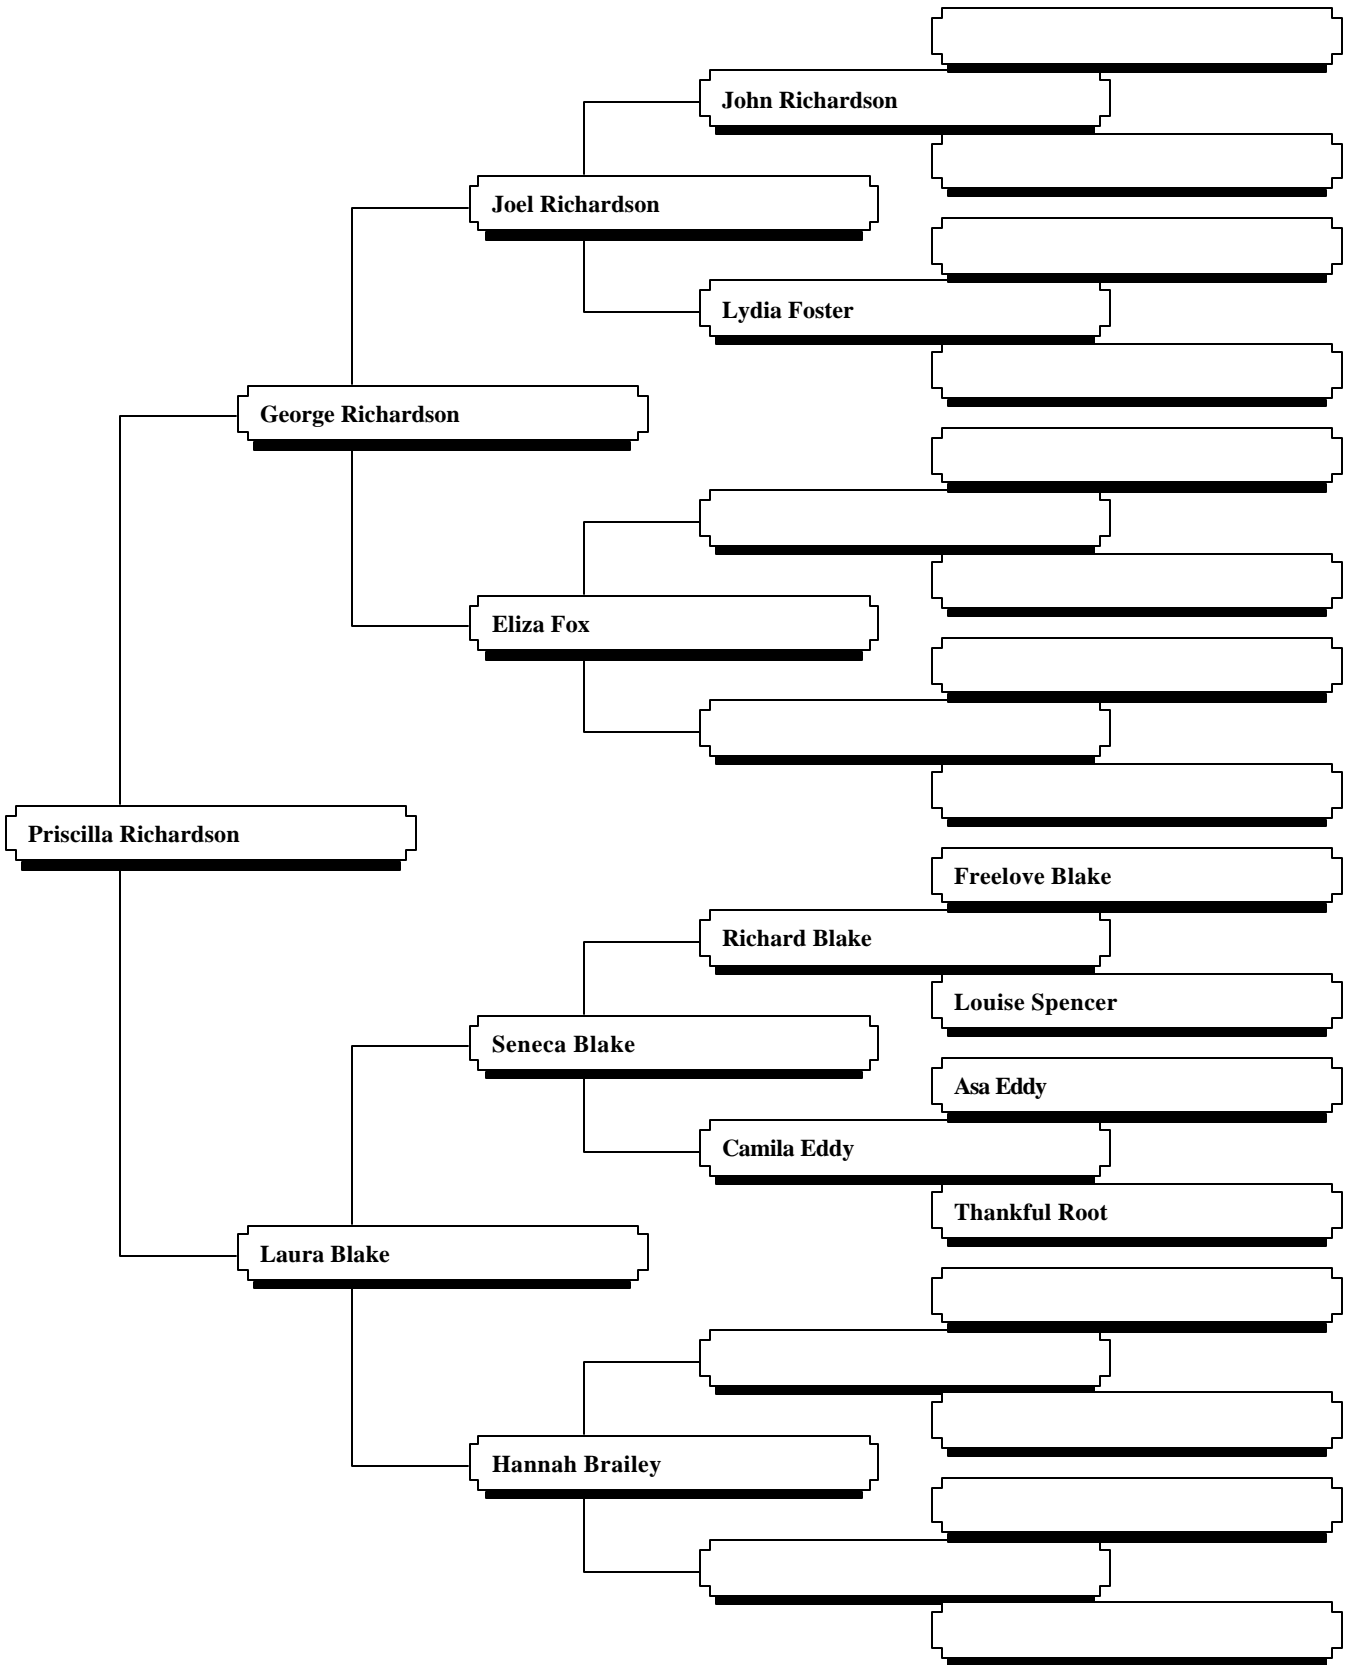 John Richardson
Joel Richardson
Lydia Foster
George Richardson
Eliza Fox
Priscilla Richardson
Freelove Blake
Richard Blake
Louise Spencer
Seneca Blake
Asa Eddy
Camila Eddy
Thankful Root
Laura Blake
Hannah Brailey